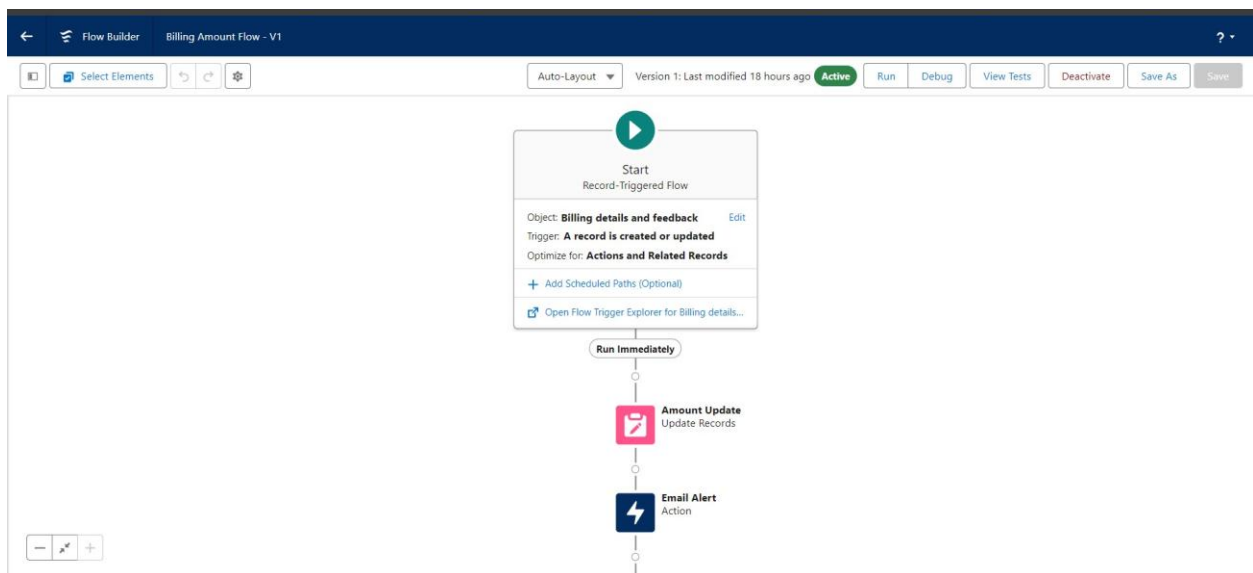 Flow Builder Billing Amount Flow - V1 ?
Select Elements Auto-Layout Version 1: Last modified 18 hours ago Active Run Debug View Tests Deactivate Save As Save
Start
Record-Triggered Flow
Object: Billing details and feedback Edit
Trigger: A record is created or updated
Optimize for: Actions and Related Records
+ Add Scheduled Paths (Optional)
Open Flow Trigger Explorer for Billing details...
Run Immediately
Amount Update
Update Records
Email Alert
Action